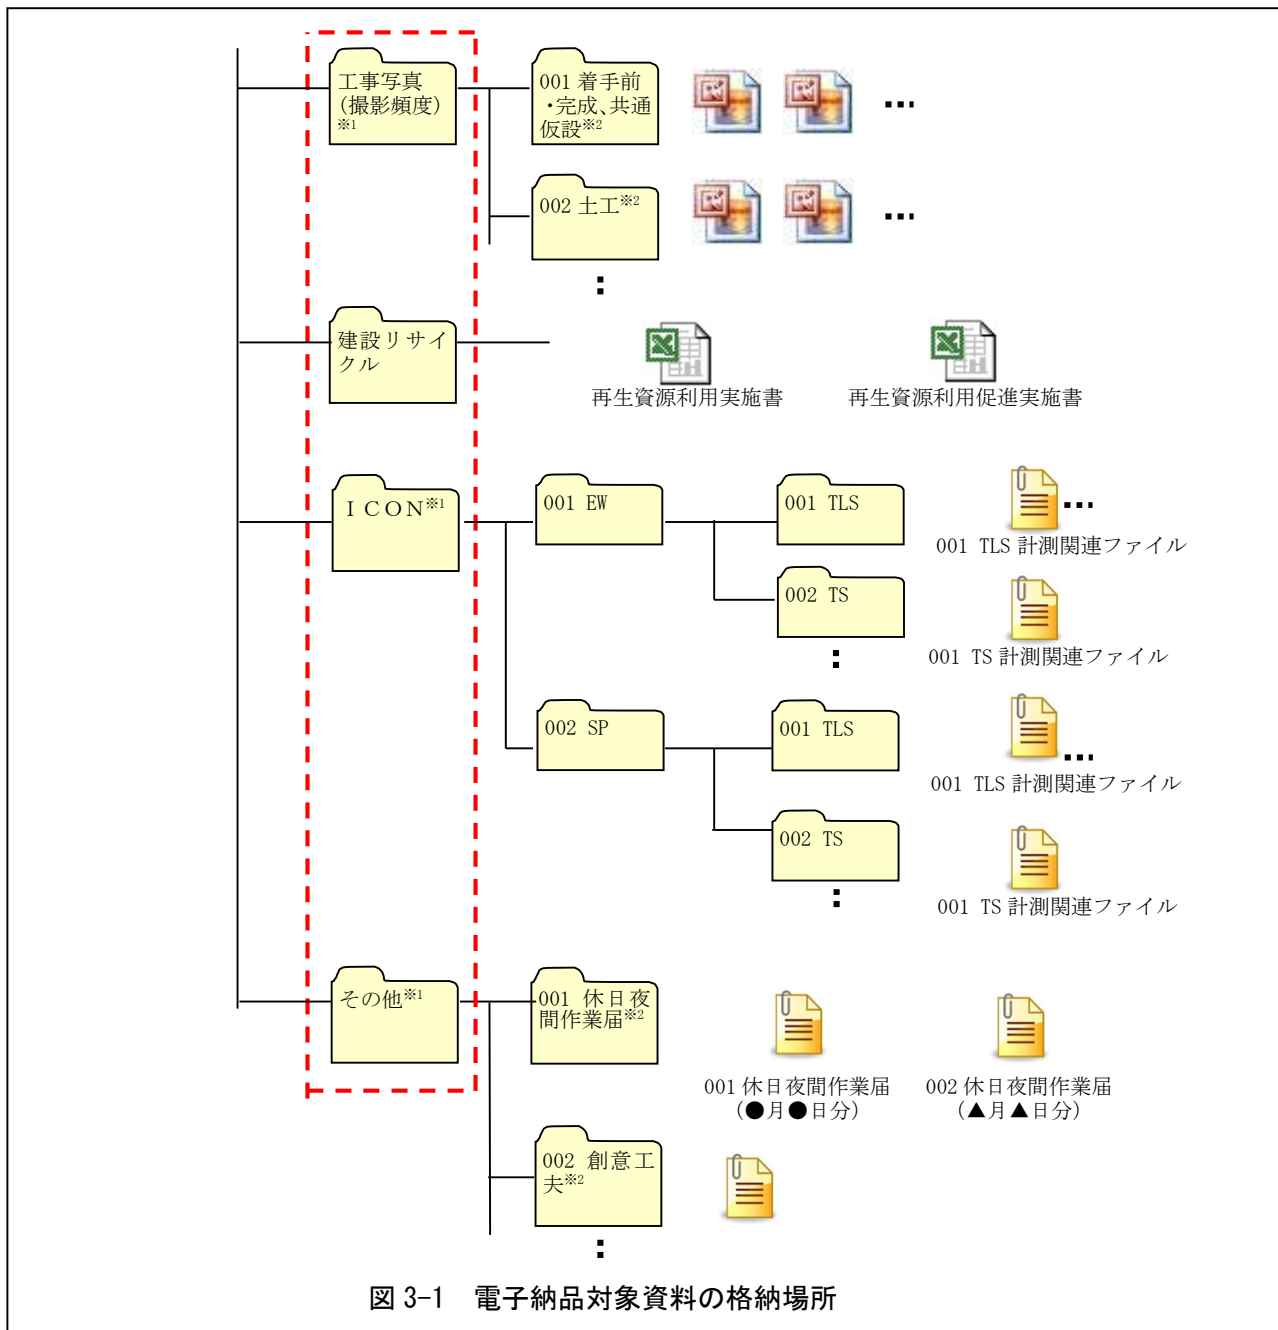 工事写真
(撮影頻度)
※1
001 着手前
・完成、共通
仮設※2
…
002 土工※2
…
：
建設リサイ
クル
再生資源利用実施書
再生資源利用促進実施書
ＩＣＯＮ※1
001 EW
001 TLS
…
001 TLS 計測関連ファイル
002 TS
001 TS 計測関連ファイル
：
002 SP
001 TLS
…
001 TLS 計測関連ファイル
002 TS
001 TS 計測関連ファイル
：
その他※1
001 休日夜
間作業届※2
001 休日夜間作業届
（●月●日分）
002 休日夜間作業届
（▲月▲日分）
002 創意工
夫※2
：
図 3-1　電子納品対象資料の格納場所